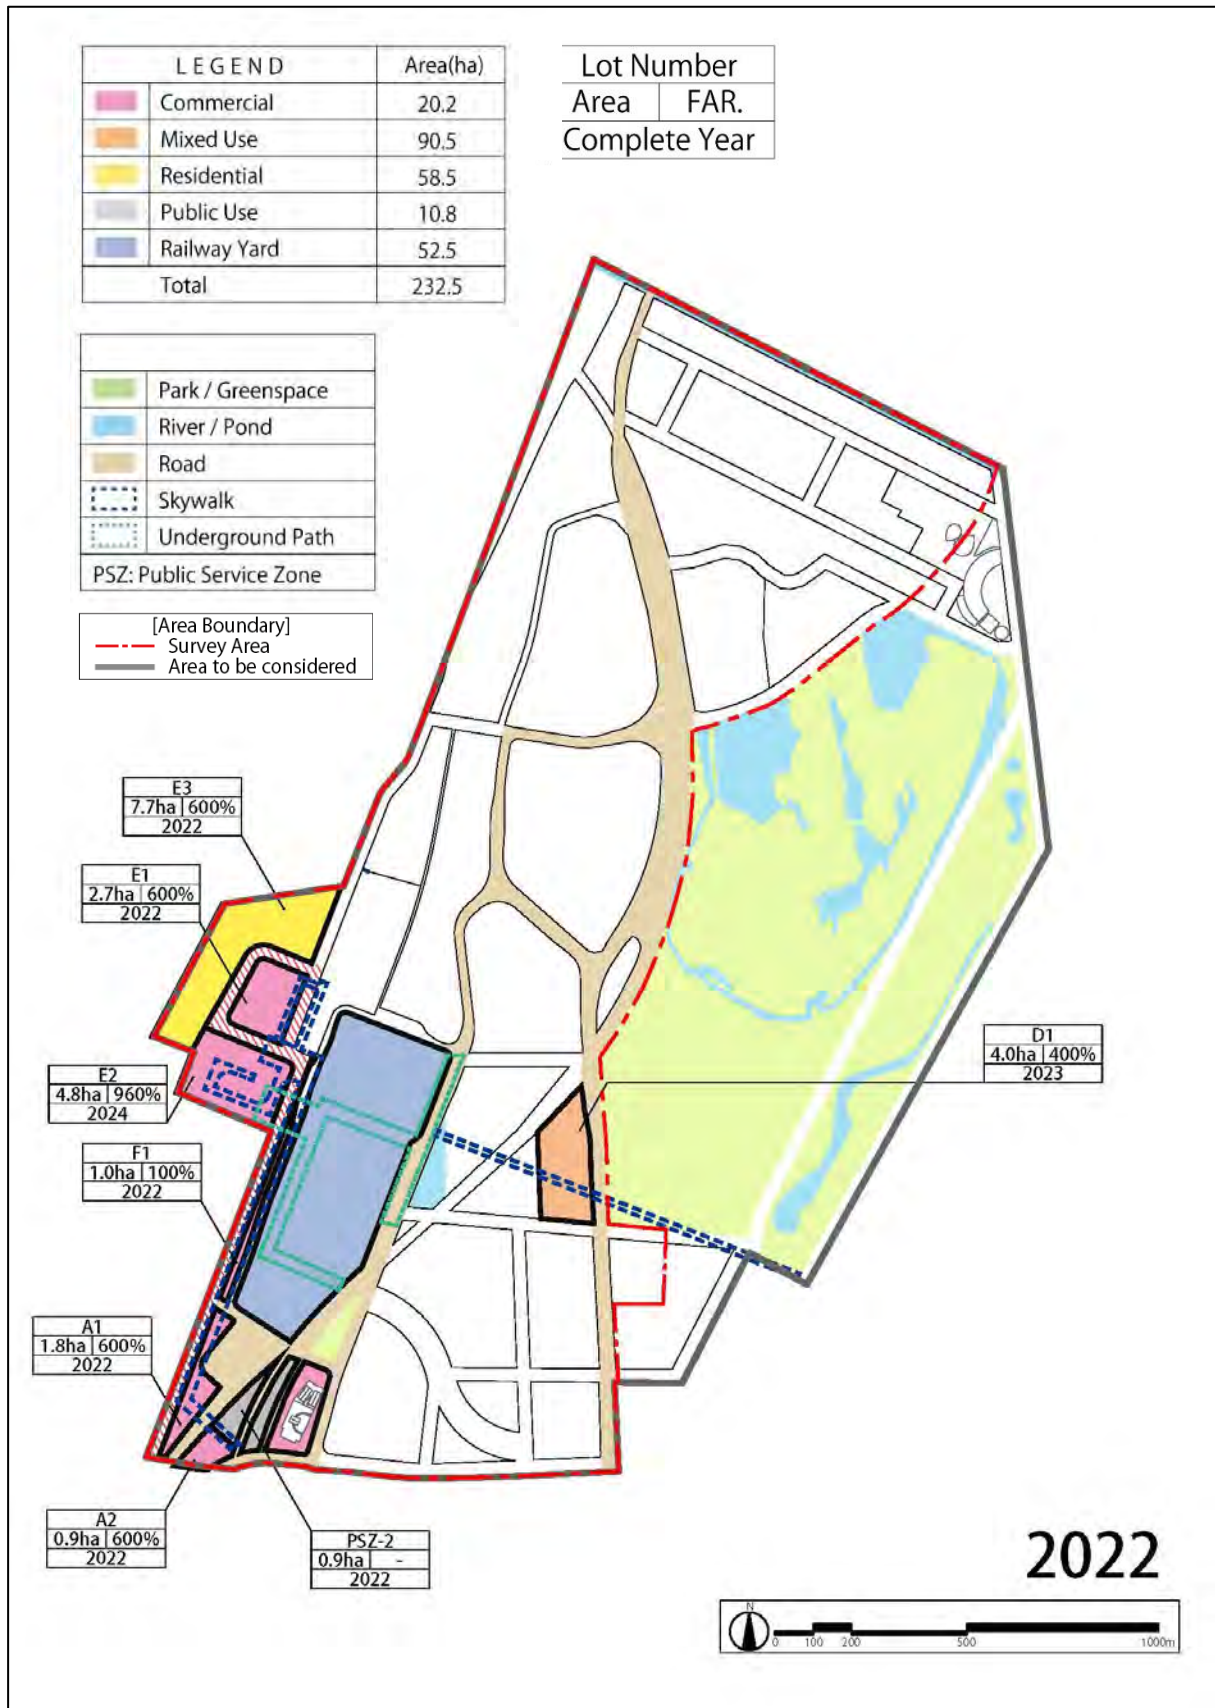 LEGEND Area(ha)
Commercial 20.2
Mixed Use 90.5
Residential 58.5
Public Use 10.8
Railway Yard 52.5
Total 232.5
Lot Number
Area FAR.
Complete Year
Park / Greenspace
River / Pond
Road
Skywalk
Underground Path
PSZ: Public Service Zone
[Area Boundary]
Survey Area
Area to be considered
E3
7.7ha 600%
2022
E1
2.7ha 600%
2022
E2
4.8ha 960%
2024
F1
1.0ha 100%
2022
D1
4.0ha 400%
2023
A1
1.8ha 600%
2022
A2
0.9ha 600%
2022
PSZ-2
0.9ha -
2022
2022
N
0 100 200 500 1000m